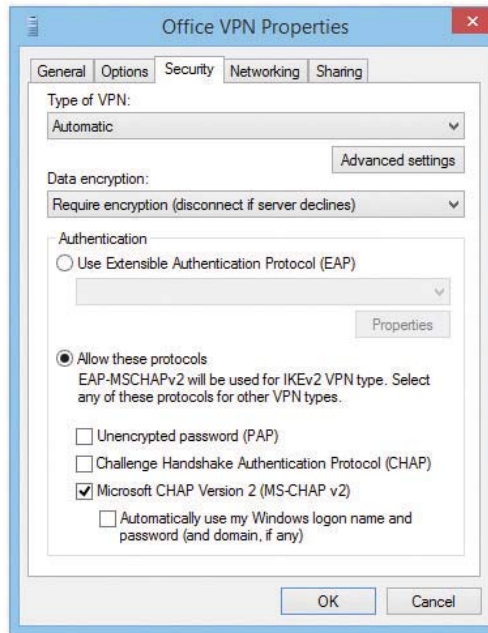 Office VPN Properties
General Options Security Networking Sharing
Type of VPN:
Automatic
Advanced settings
Data encryption:
Require encryption (disconnect if server declines)
Authentication
Use Extensible Authentication Protocol (EAP)
Properties
Allow these protocols
EAP-MSCHAPv2 will be used for IKEv2 VPN type. Select
any of these protocols for other VPN types.
Unencrypted password (PAP)
Challenge Handshake Authentication Protocol (CHAP)
Microsoft CHAP Version 2 (MS-CHAP v2)
Automatically use my Windows logon name and
password (and domain, if any)
OK Cancel